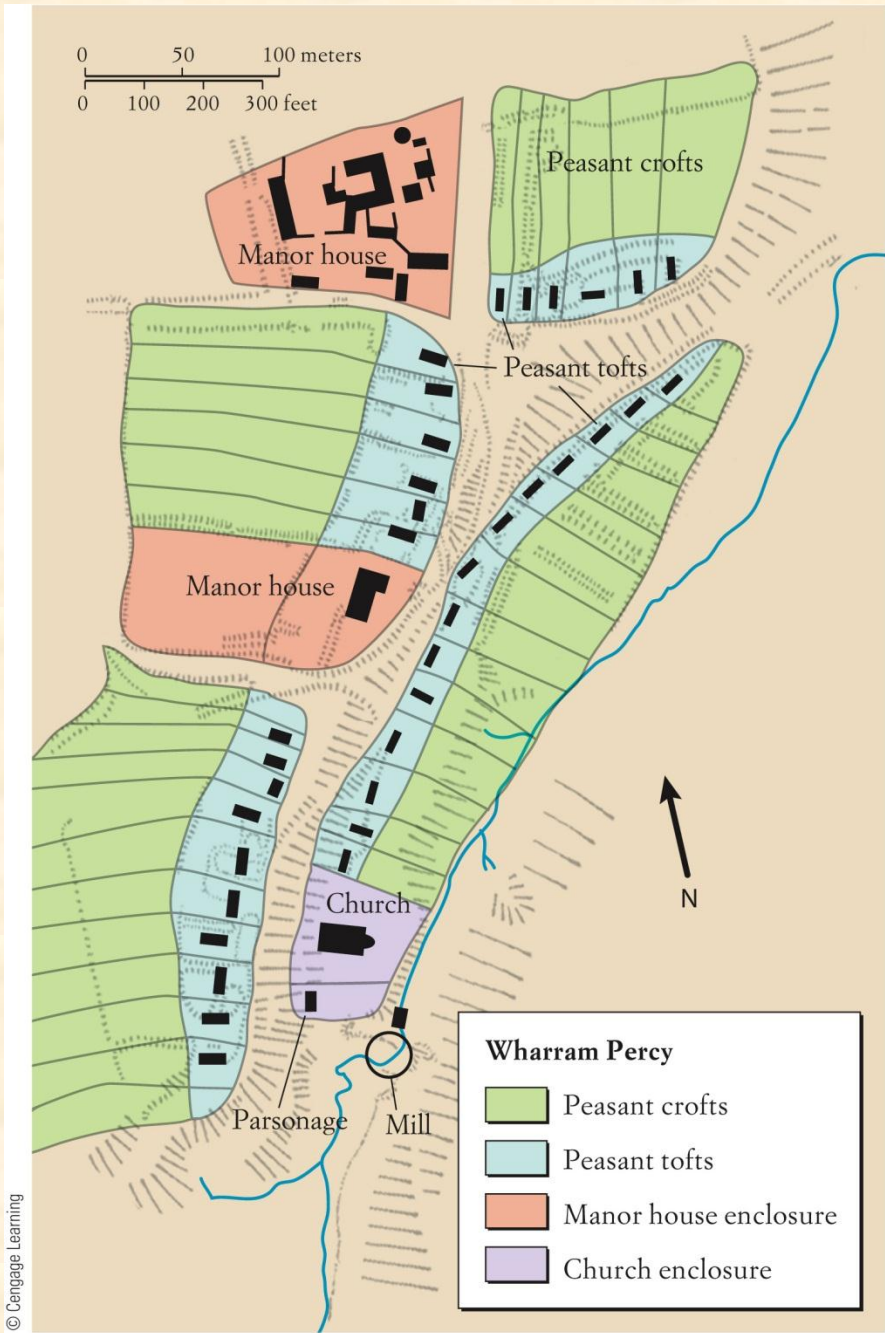 0 50 100 meters
0 100 200 300 feet
Peasant crofts
Manor house
Peasant tofts
Manor house
N
Church
Parsonage
Mill
Wharram Percy
Peasant crofts
Peasant tofts
Manor house enclosure
Church enclosure
© Cengage Learning